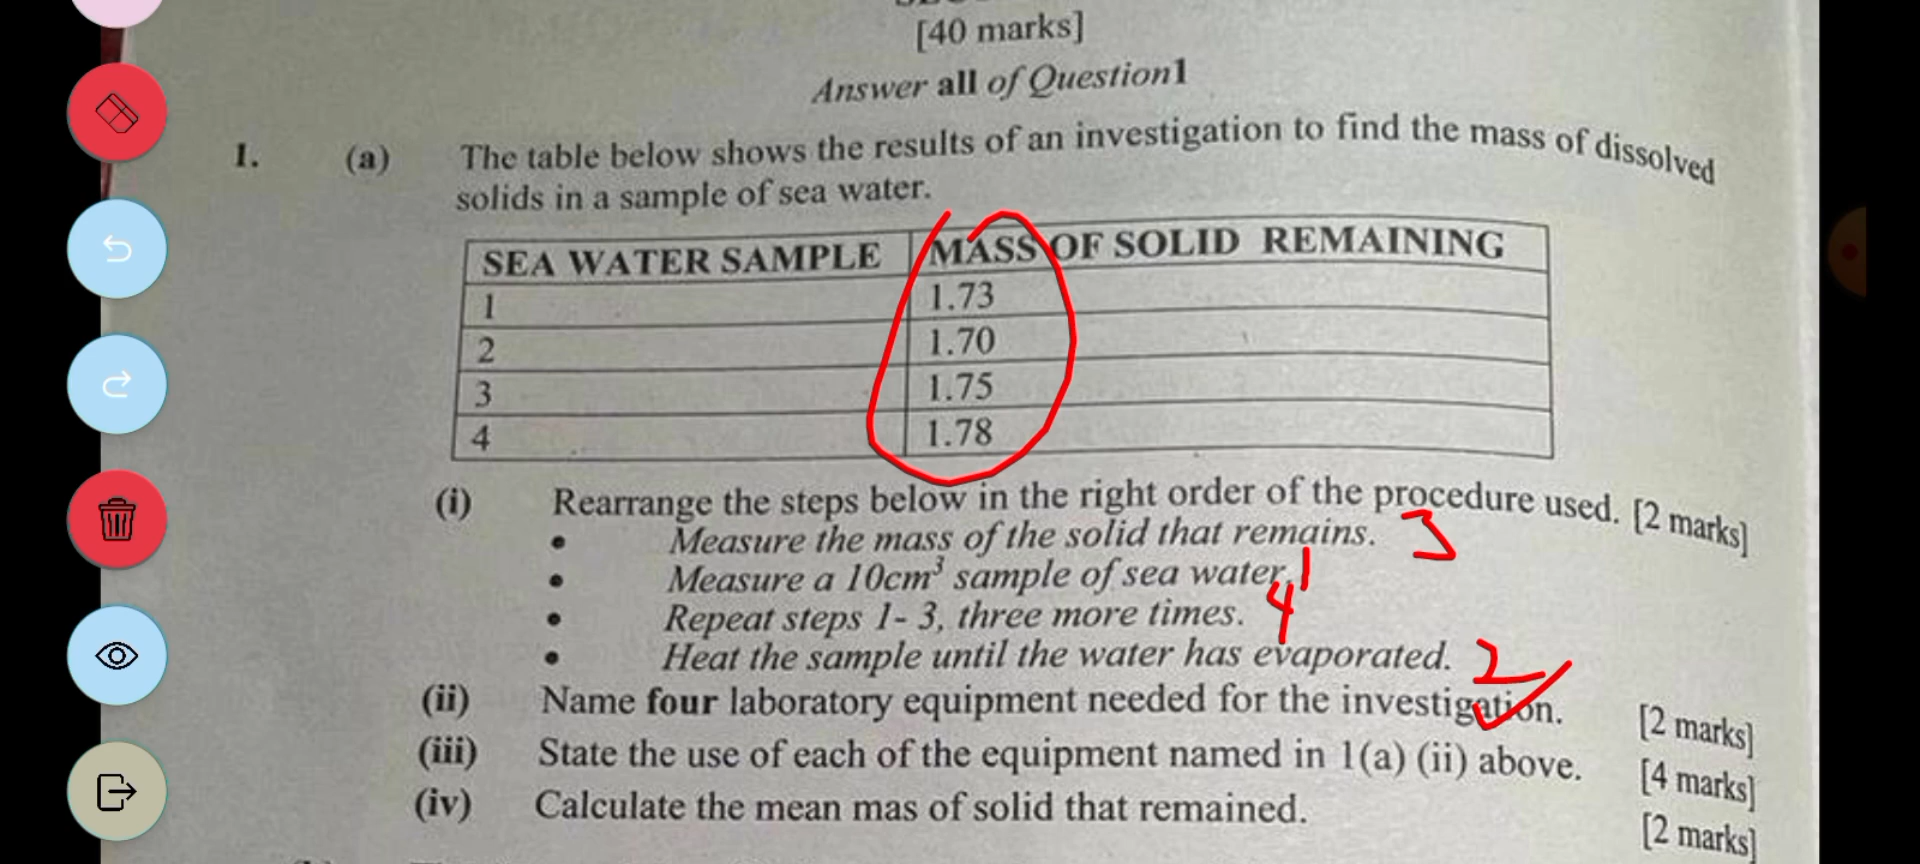 [40 marks]
Answer all of Question1
1. (a) The table below shows the results of an investigation to find the mass of dissolved
solids in a sample of sea water.
SEA WATER SAMPLE MASS OF SOLID REMAINING
1 1.73
2 1.70
3 1.75
4 1.78
(i) Rearrange the steps below in the right order of the procedure used. [2 marks]
• Measure the mass of the solid that remains. 3
• Measure a 10cm³ sample of sea water. 1
• Repeat steps 1- 3, three more times. 4
• Heat the sample until the water has evaporated. 2
(ii) Name four laboratory equipment needed for the investigation. [2 marks]
(iii) State the use of each of the equipment named in 1(a) (ii) above. [4 marks]
(iv) Calculate the mean mas of solid that remained. [2 marks]